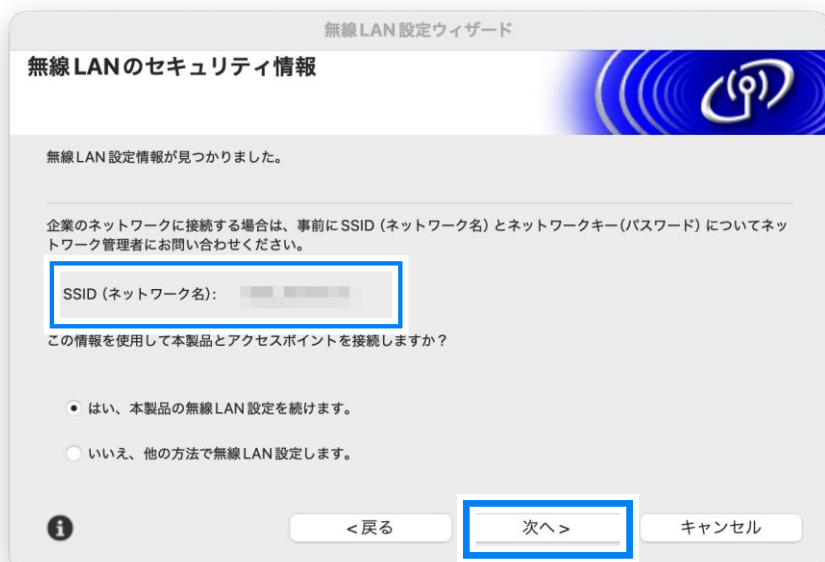 無線LAN設定ウィザード
無線LANのセキュリティ情報
無線LAN設定情報が見つかりました。
企業のネットワークに接続する場合は、事前にSSID(ネットワーク名)とネットワークキー(パスワード)についてネッ
トワーク管理者にお問い合わせください。
SSID(ネットワーク名):
この情報を使用して本製品とアクセスポイントを接続しますか?
はい、本製品の無線LAN設定を続けます。
いいえ、他の方法で無線LAN設定します。
<戻る 次へ> キャンセル